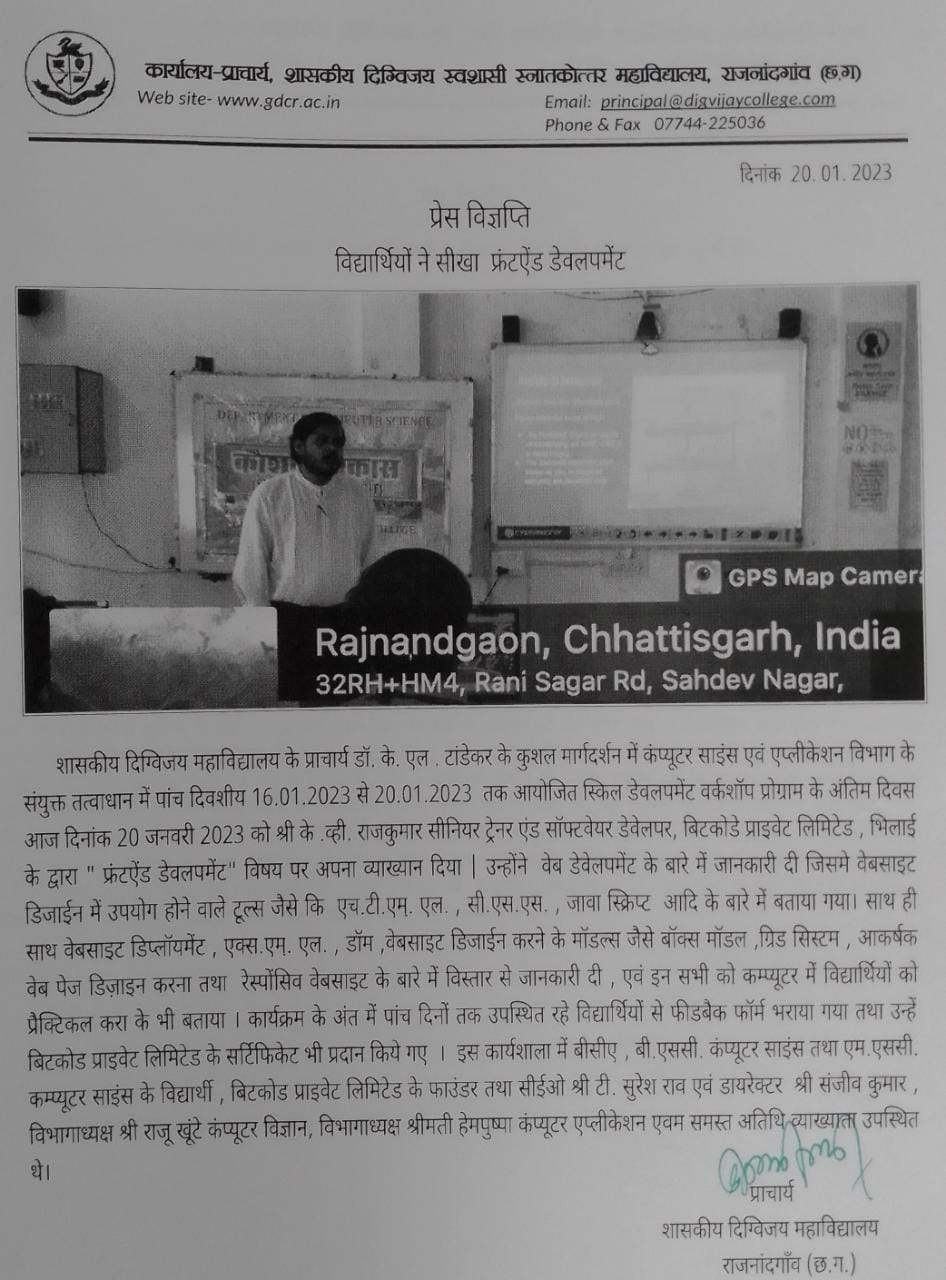 कार्यालय-प्राचार्य, शासकीय दिग्विजय स्वशासी स्नातकोत्तर महाविद्यालय, राजनांदगांव (छ.ग)
Web site- www.gdcr.ac.in
Email: principal@digvijaycollege.com
Phone & Fax 07744-225036
दिनांक 20. 01. 2023
प्रेस विज्ञप्ति
विद्यार्थियों ने सीखा फ्रंटऐंड डेवलपमेंट
DEPARTMENT COMPUTER SCIENCE
NO
GPS Map Camera
Rajnandgaon, Chhattisgarh, India
32RH+HM4, Rani Sagar Rd, Sahdev Nagar,
शासकीय दिग्विजय महाविद्यालय के प्राचार्य डॉ. के. एल . टांडेकर के कुशल मार्गदर्शन में कंप्यूटर साइंस एवं एप्लीकेशन विभाग के
संयुक्त तत्वाधान में पांच दिवशीय 16.01.2023 से 20.01.2023 तक आयोजित स्किल डेवलपमेंट वर्कशॉप प्रोग्राम के अंतिम दिवस
आज दिनांक 20 जनवरी 2023 को श्री के .व्ही. राजकुमार सीनियर ट्रेनर एंड सॉफ्टवेयर डेवेलपर, बिटकोडे प्राइवेट लिमिटेड , भिलाई
के द्वारा " फ्रंटऐंड डेवलपमेंट" विषय पर अपना व्याख्यान दिया | उन्होंने वेब डेवेलपमेंट के बारे में जानकारी दी जिसमे वेबसाइट
डिजाईन में उपयोग होने वाले टूल्स जैसे कि एच.टी.एम्. एल. , सी.एस.एस. , जावा स्क्रिप्ट आदि के बारे में बताया गया। साथ ही
साथ वेबसाइट डिप्लॉयमेंट , एक्स.एम्. एल. , डॉम ,वेबसाइट डिजाईन करने के मॉडल्स जैसे बॉक्स मॉडल ,ग्रिड सिस्टम , आकर्षक
वेब पेज डिज़ाइन करना तथा रेस्पोंसिव वेबसाइट के बारे में विस्तार से जानकारी दी , एवं इन सभी को कम्प्यूटर में विद्यार्थियों को
प्रैक्टिकल करा के भी बताया । कार्यक्रम के अंत में पांच दिनों तक उपस्थित रहे विद्यार्थियों से फीडबैक फॉर्म भराया गया तथा उन्हें
बिटकोड प्राइवेट लिमिटेड के सर्टिफिकेट भी प्रदान किये गए । इस कार्यशाला में बीसीए , बी.एससी. कंप्यूटर साइंस तथा एम.एससी.
कम्प्यूटर साइंस के विद्यार्थी , बिटकोड प्राइवेट लिमिटेड के फाउंडर तथा सीईओ श्री टी. सुरेश राव एवं डायरेक्टर श्री संजीव कुमार ,
विभागाध्यक्ष श्री राजू खूंटे कंप्यूटर विज्ञान, विभागाध्यक्ष श्रीमती हेमपुष्पा कंप्यूटर एप्लीकेशन एवम समस्त अतिथि व्याख्याता उपस्थित
थे।
प्राचार्य
शासकीय दिग्विजय महाविद्यालय
राजनांदगाँव (छ.ग.)